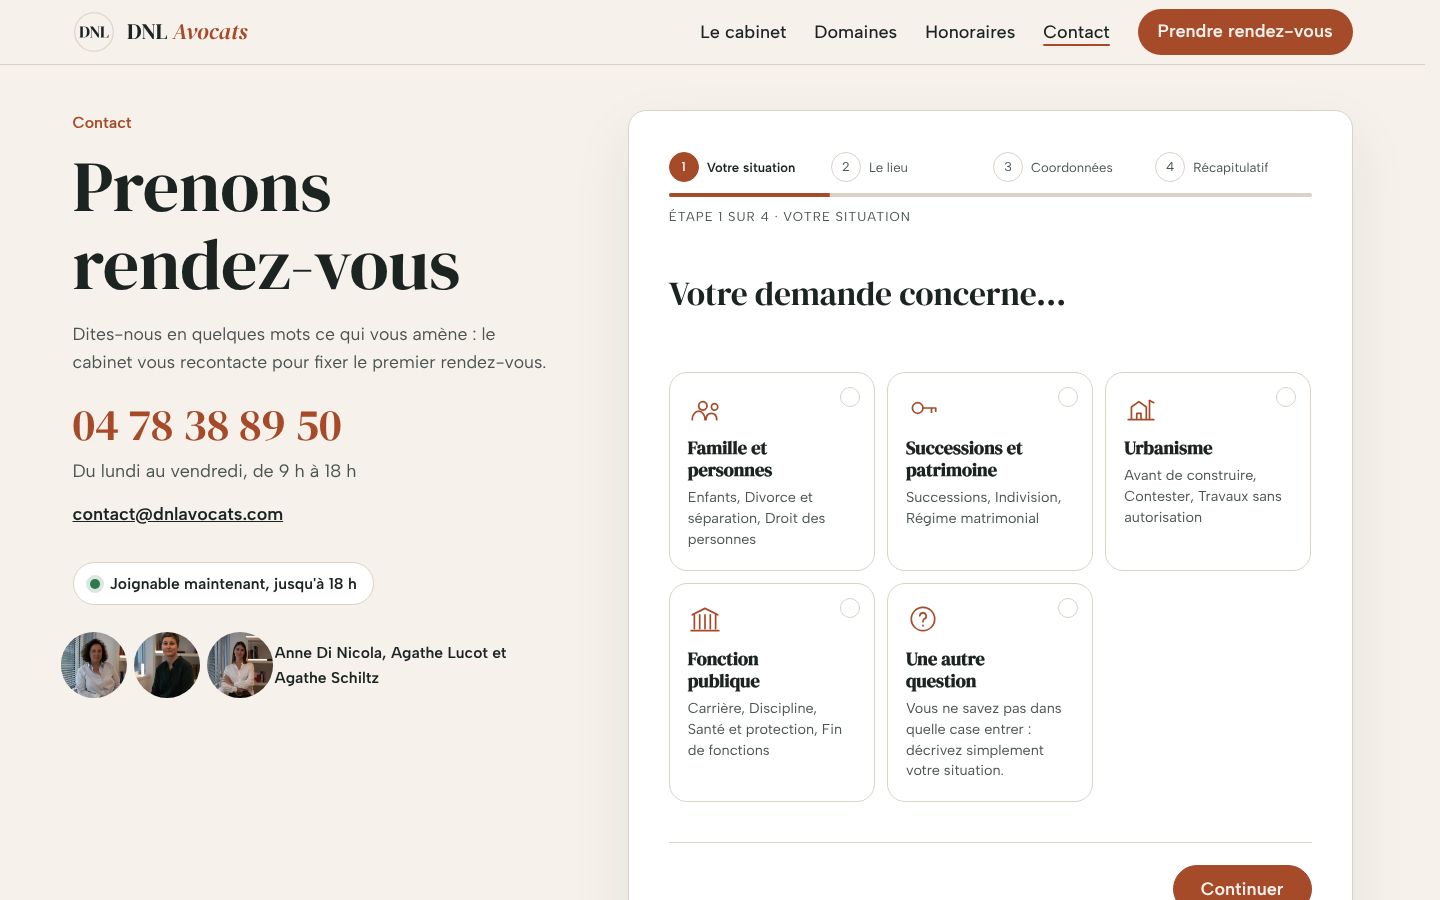 DNL DNL Avocats
Le cabinet Domaines Honoraires Contact Prendre rendez-vous
Contact
Prenons
rendez-vous
Dites-nous en quelques mots ce qui vous amène : le
cabinet vous recontacte pour fixer le premier rendez-vous.
04 78 38 89 50
Du lundi au vendredi, de 9 h à 18 h
contact@dnlavocats.com
Joignable maintenant, jusqu'à 18 h
Anne Di Nicola, Agathe Lucot et
Agathe Schiltz
1 Votre situation 2 Le lieu 3 Coordonnées 4 Récapitulatif
ÉTAPE 1 SUR 4 · VOTRE SITUATION
Votre demande concerne...
Famille et
personnes
Enfants, Divorce et
séparation, Droit des
personnes
Successions et
patrimoine
Successions, Indivision,
Régime matrimonial
Urbanisme
Avant de construire,
Contester, Travaux sans
autorisation
Fonction
publique
Carrière, Discipline,
Santé et protection, Fin
de fonctions
Une autre
question
Vous ne savez pas dans
quelle case entrer :
décrivez simplement
votre situation.
Continuer